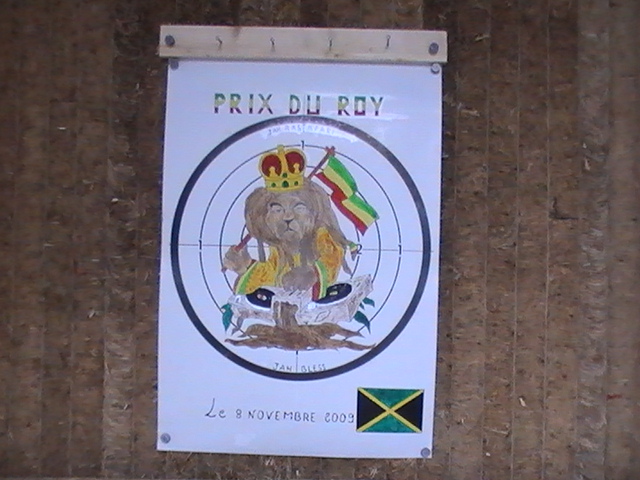 PRIX DU ROY
JAH BLESS
Le 8 NOVEMBRE 2009